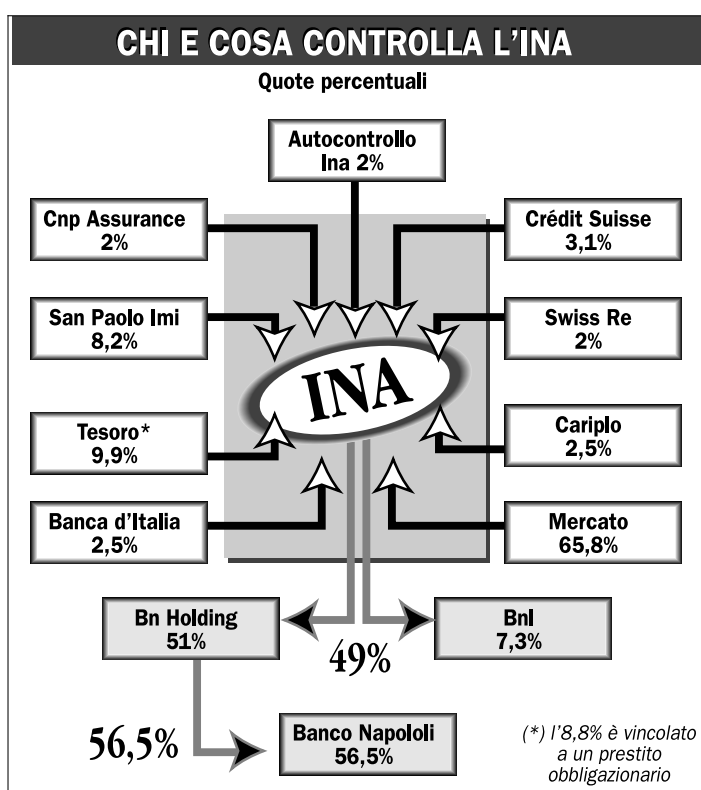 CHI E COSA CONTROLLA L'INA
Quote percentuali
Autocontrollo
Ina 2%
Cnp Assurance
2%
Crédit Suisse
3,1%
San Paolo Imi
8,2%
Swiss Re
2%
INA
Tesoro*
9,9%
Cariplo
2,5%
Banca d'Italia
2,5%
Mercato
65,8%
Bn Holding
51%
49%
Bnl
7,3%
56,5%
Banco Napololi
56,5%
(*) l'8,8% è vincolato
a un prestito
obbligazionario